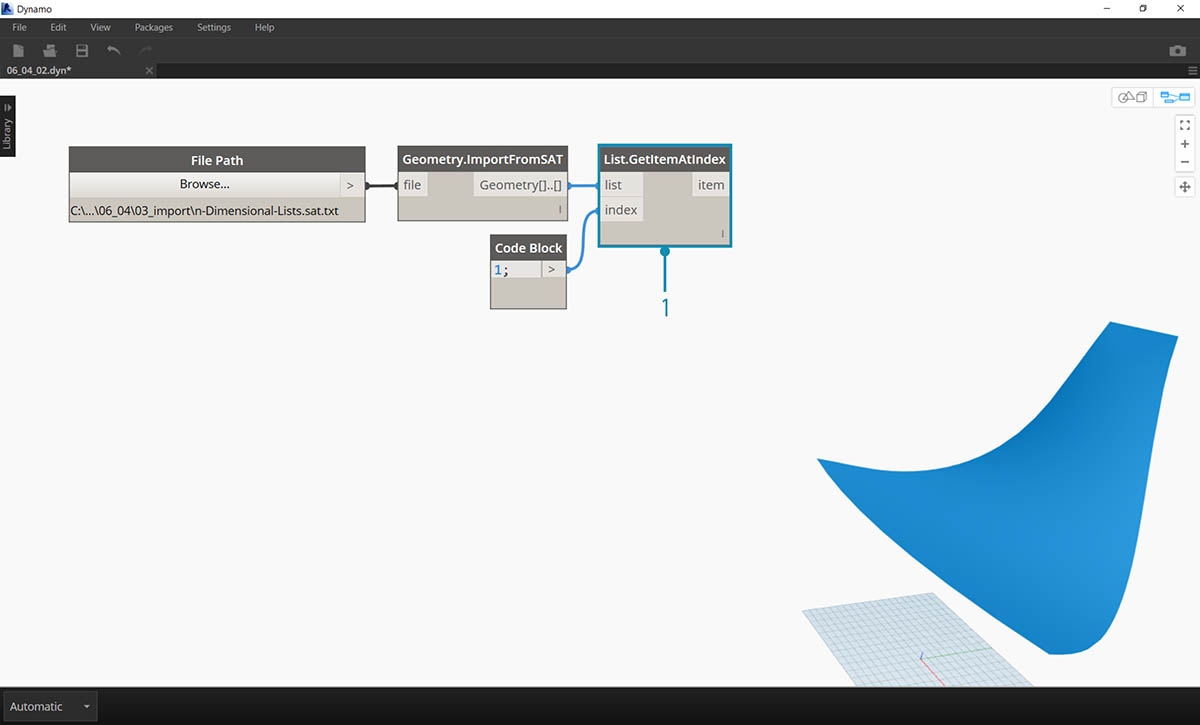 Dynamo
File Edit View Packages Settings Help
06_04_02.dyn*
Library
File Path
Browse... >
C:\...\06_04\03_import\n-Dimensional-Lists.sat.txt
Geometry.ImportFromSAT
file Geometry[]..[]
l
List.GetItemAtIndex
list item
index
l
Code Block
1; >
1
Automatic